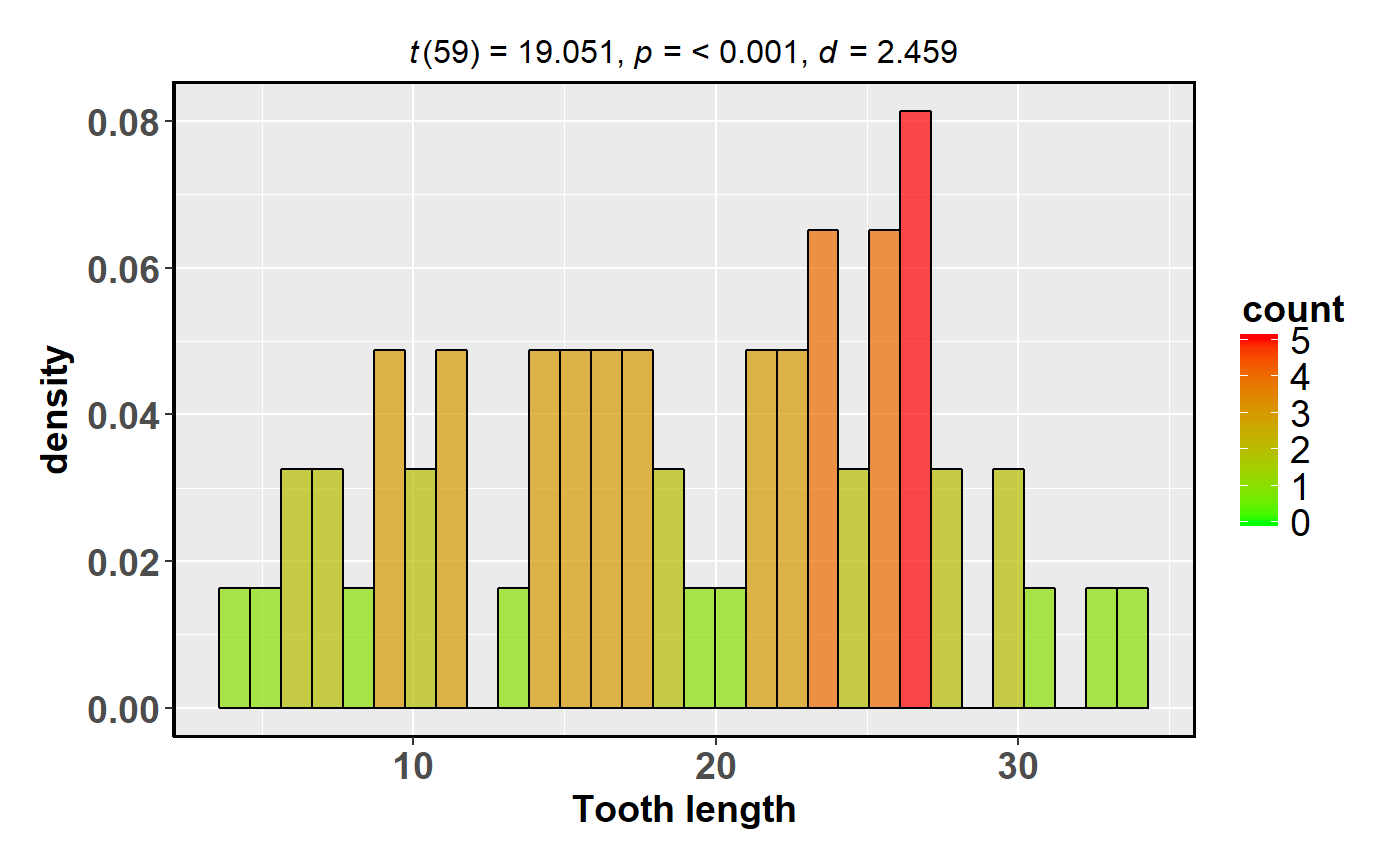 t(59) = 19.051, p = < 0.001, d = 2.459
0.08
0.06
0.04
0.02
0.00
density
10 20 30
Tooth length
count
5
4
3
2
1
0